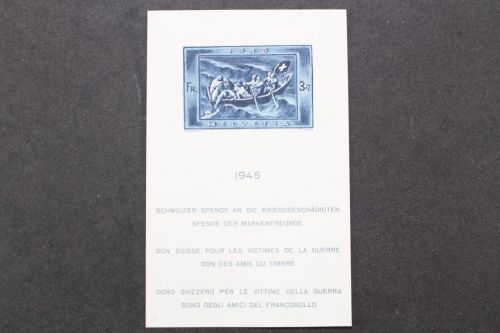 1945
FR. 3+7
HELVETIA
1945
SCHWEIZER SPENDE AN DIE KRIEGSGESCHÄDIGTEN
SPENDE DER MARKENFREUNDE
DON SUISSE POUR LES VICTIMES DE LA GUERRE
DON DES AMIS DU TIMBRE
DONO SVIZZERO PER LE VITTIME DELLA GUERRA
DONO DEGLI AMICI DEL FRANCOBOLLO